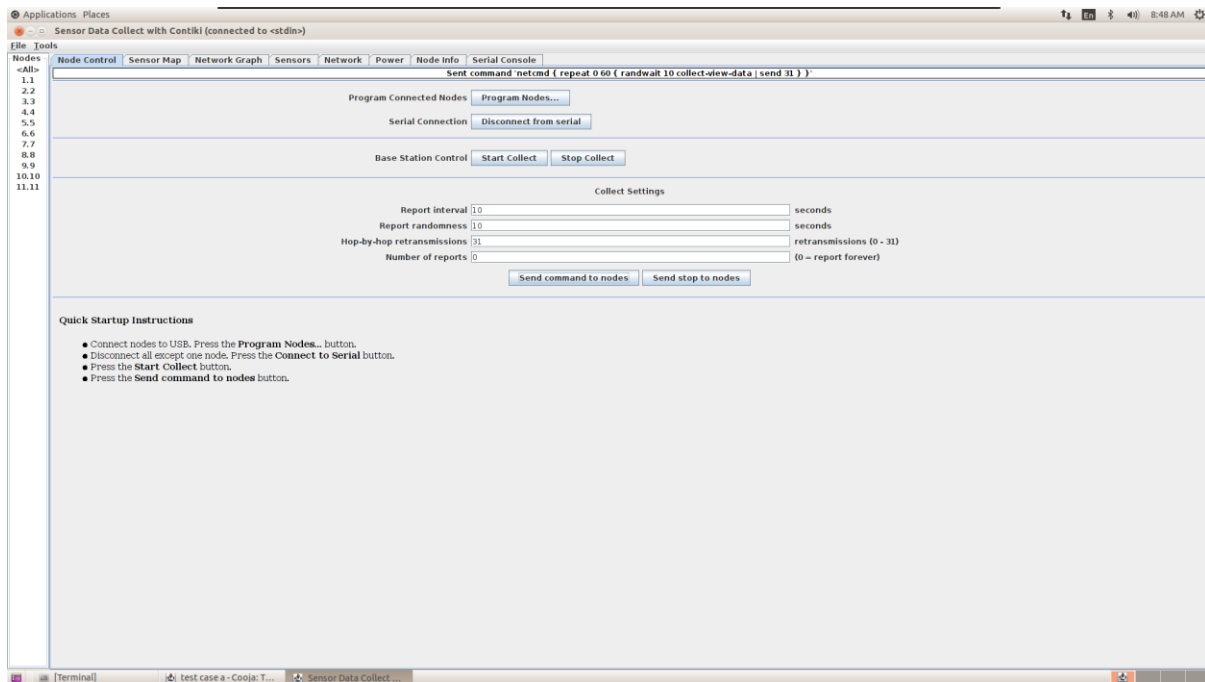 Applications Places
En 8:48 AM
Sensor Data Collect with Contiki (connected to <stdin>)
File Tools
Nodes
<All>
1.1
2.2
3.3
4.4
5.5
6.6
7.7
8.8
9.9
10.10
11.11
Node Control Sensor Map Network Graph Sensors Network Power Node Info Serial Console
Sent command 'netcmd { repeat 0 60 { randwait 10 collect-view-data | send 31 } }'
Program Connected Nodes Program Nodes...
Serial Connection Disconnect from serial
Base Station Control Start Collect Stop Collect
Collect Settings
Report interval 10 seconds
Report randomness 10 seconds
Hop-by-hop retransmissions 31 retransmissions (0 - 31)
Number of reports 0 (0 = report forever)
Send command to nodes Send stop to nodes
Quick Startup Instructions
● Connect nodes to USB. Press the Program Nodes... button.
● Disconnect all except one node. Press the Connect to Serial button.
● Press the Start Collect button.
● Press the Send command to nodes button.
[Terminal] test case a - Cooja: T... Sensor Data Collect ...